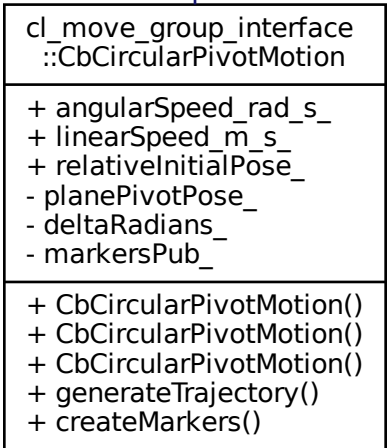 cl_move_group_interface
::CbCircularPivotMotion
+ angularSpeed_rad_s_
+ linearSpeed_m_s_
+ relativeInitialPose_
- planePivotPose_
- deltaRadians_
- markersPub_
+ CbCircularPivotMotion()
+ CbCircularPivotMotion()
+ CbCircularPivotMotion()
+ generateTrajectory()
+ createMarkers()